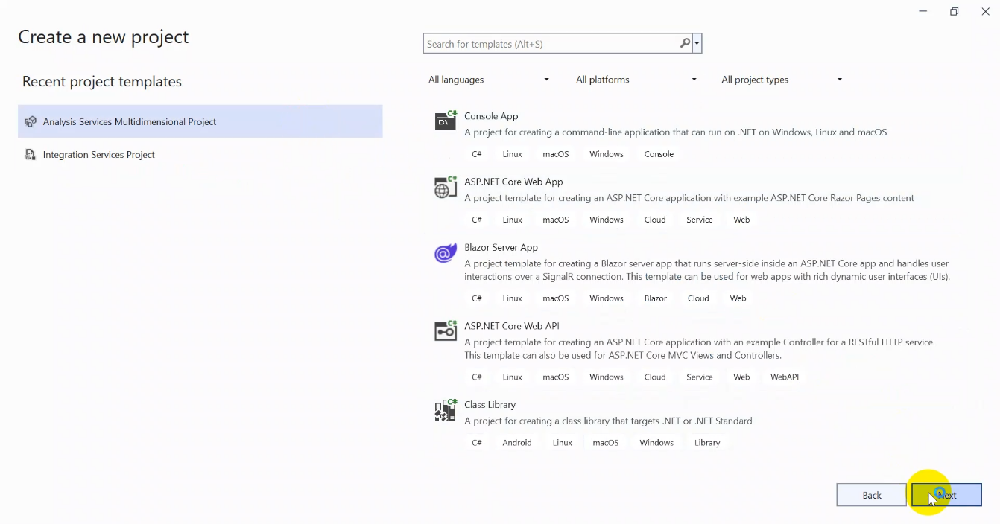 Create a new project
Search for templates (Alt+S)
Recent project templates
All languages
All platforms
All project types
Analysis Services Multidimensional Project
Integration Services Project
C#
Console App
A project for creating a command-line application that can run on .NET on Windows, Linux and macOS
C# Linux macOS Windows Console
C#
ASP.NET Core Web App
A project template for creating an ASP.NET Core application with example ASP.NET Core Razor Pages content
C# Linux macOS Windows Cloud Service Web
Blazor Server App
A project template for creating a Blazor server app that runs server-side inside an ASP.NET Core app and handles user
interactions over a SignalR connection. This template can be used for web apps with rich dynamic user interfaces (UIs).
C# Linux macOS Windows Blazor Cloud Web
C#
ASP.NET Core Web API
A project template for creating an ASP.NET Core application with an example Controller for a RESTful HTTP service.
This template can also be used for ASP.NET Core MVC Views and Controllers.
C# Linux macOS Windows Cloud Service Web WebAPI
C#
Class Library
A project for creating a class library that targets .NET or .NET Standard
C# Android Linux macOS Windows Library
Back
Next